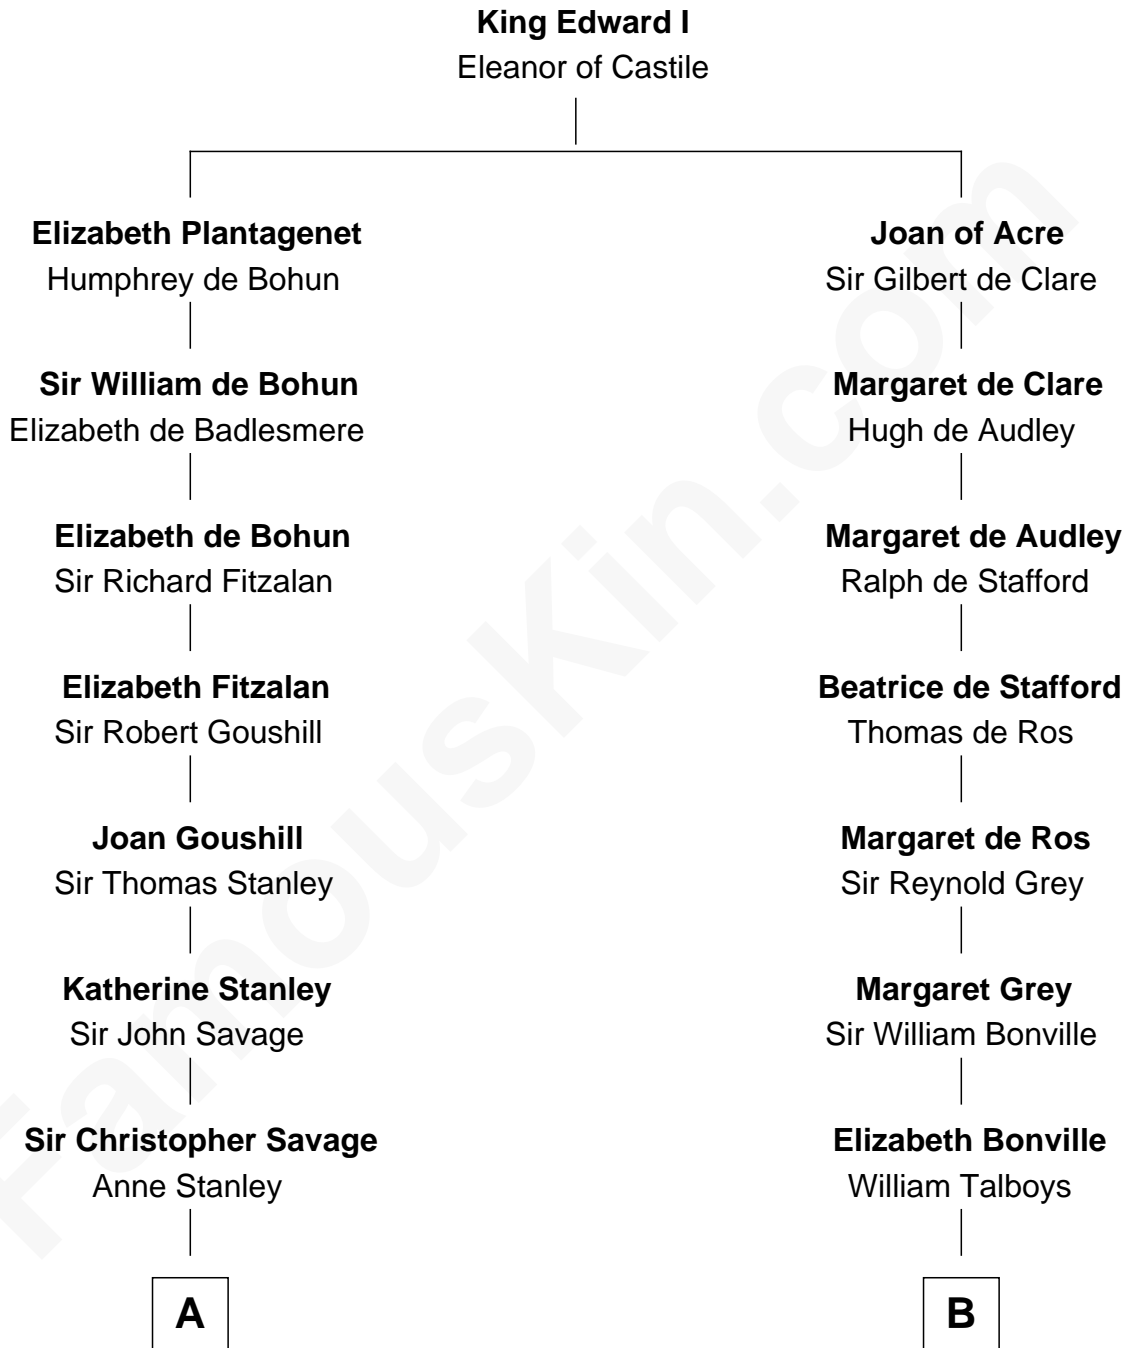 King Edward I
Eleanor of Castile
Elizabeth Plantagenet
Humphrey de Bohun
Joan of Acre
Sir Gilbert de Clare
Sir William de Bohun
Elizabeth de Badlesmere
Margaret de Clare
Hugh de Audley
Elizabeth de Bohun
Sir Richard Fitzalan
Margaret de Audley
Ralph de Stafford
Elizabeth Fitzalan
Sir Robert Goushill
Beatrice de Stafford
Thomas de Ros
Joan Goushill
Sir Thomas Stanley
Margaret de Ros
Sir Reynold Grey
Katherine Stanley
Sir John Savage
Margaret Grey
Sir William Bonville
Sir Christopher Savage
Anne Stanley
Elizabeth Bonville
William Talboys
A
B
FamousKin.com